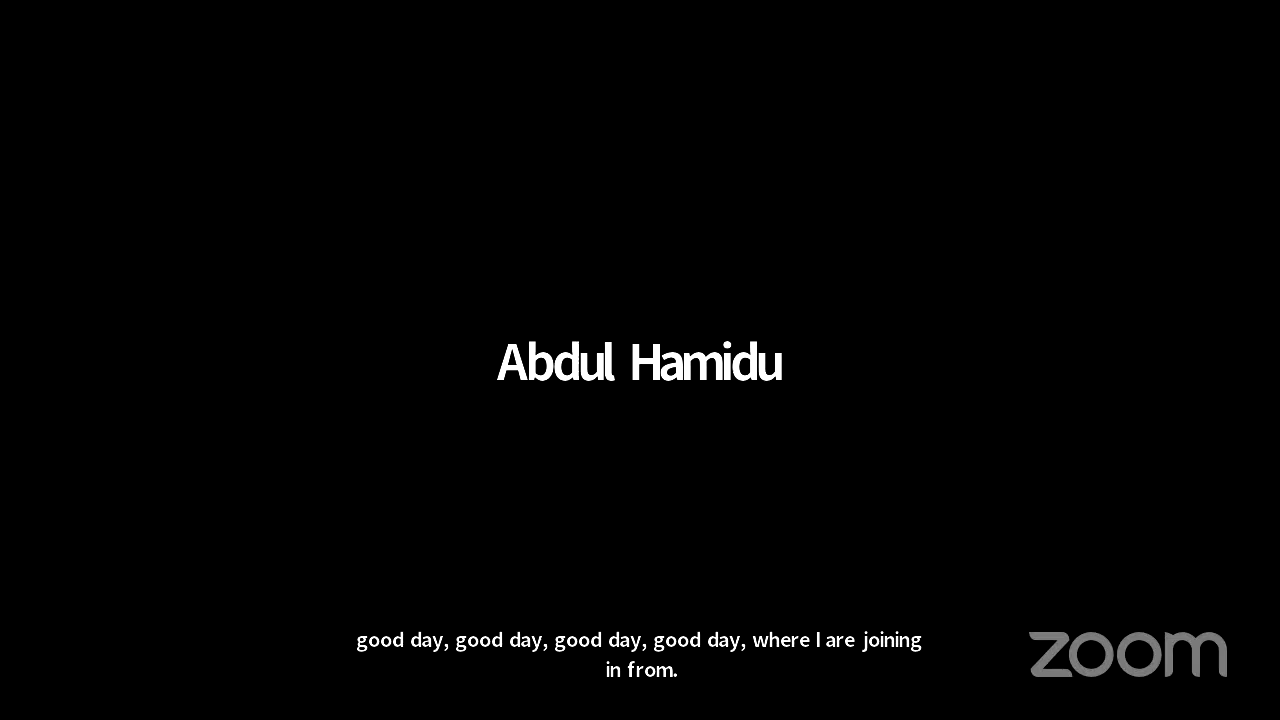 Abdul Hamidu
good day, good day, good day, good day, where I are joining
in from.
zoom